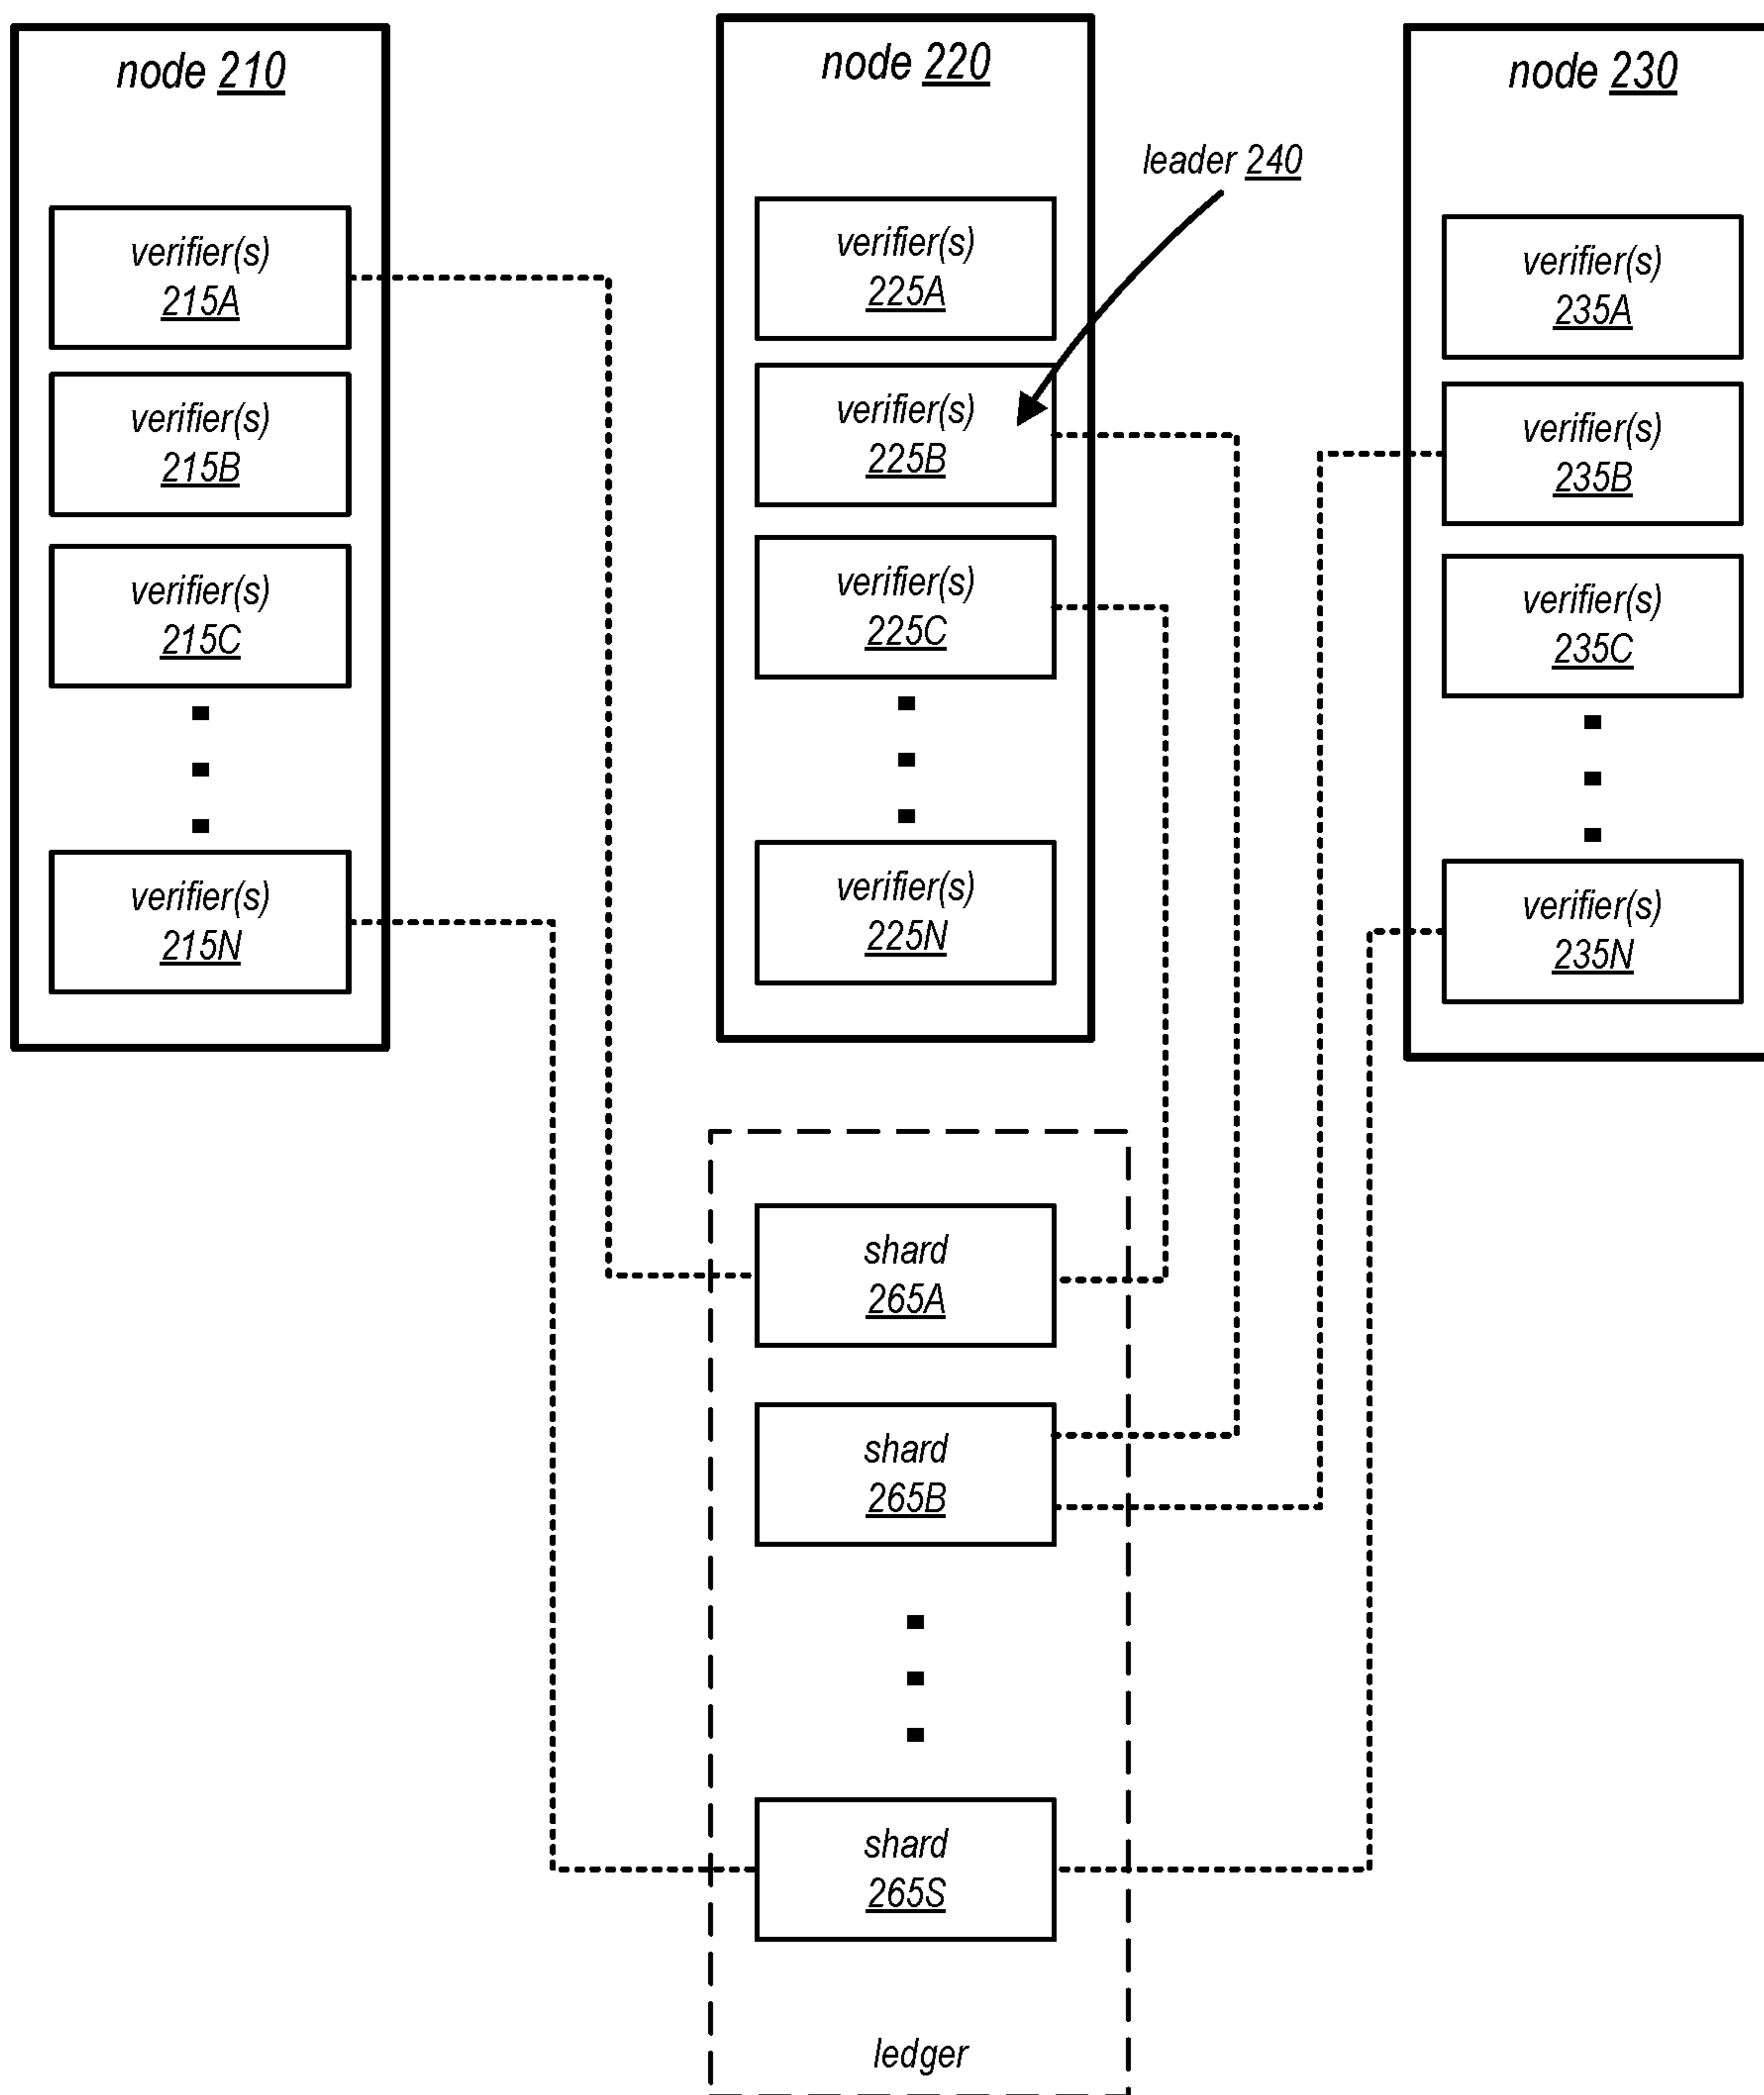 node 210
verifier(s)
215A
verifier(s)
215B
verifier(s)
215C
verifier(s)
215N
node 220
leader 240
verifier(s)
225A
verifier(s)
225B
verifier(s)
225C
verifier(s)
225N
node 230
verifier(s)
235A
verifier(s)
235B
verifier(s)
235C
verifier(s)
235N
shard
265A
shard
265B
shard
265S
ledger